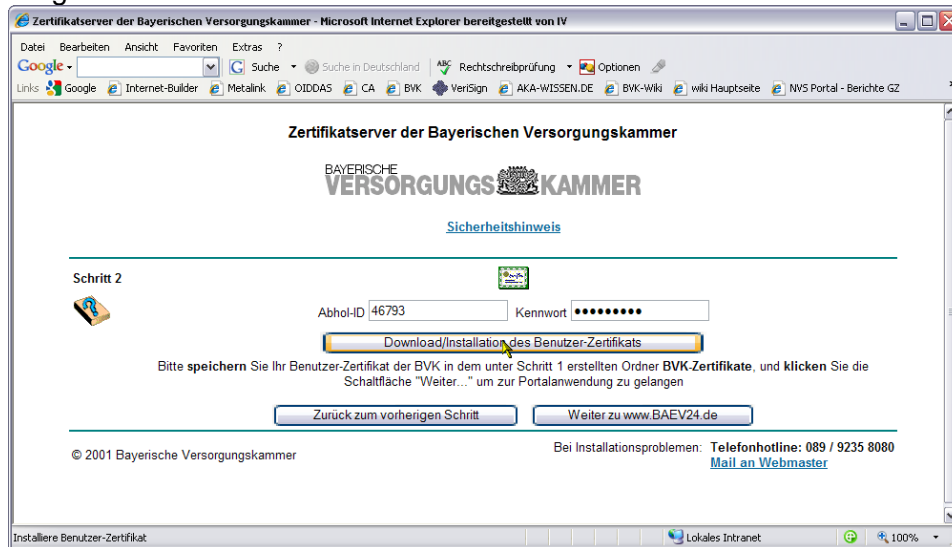 Zertifikatserver der Bayerischen Versorgungskammer - Microsoft Internet Explorer bereitgestellt von IV
Datei Bearbeiten Ansicht Favoriten Extras ?
Google Suche Suche in Deutschland ABC Rechtschreibprüfung Optionen
Links Google Internet-Builder Metalink OIDDAS CA BVK VeriSign AKA-WISSEN.DE BVK-Wiki wiki Hauptseite NVS Portal - Berichte GZ
Zertifikatserver der Bayerischen Versorgungskammer
BAYERISCHE
VERSORGUNGS KAMMER
Sicherheitshinweis
Schritt 2
Abhol-ID 46793 Kennwort •••••••••
Download/Installation des Benutzer-Zertifikats
Bitte speichern Sie Ihr Benutzer-Zertifikat der BVK in dem unter Schritt 1 erstellten Ordner BVK-Zertifikate, und klicken Sie die
Schaltfläche "Weiter..." um zur Portalanwendung zu gelangen
Zurück zum vorherigen Schritt Weiter zu www.BAEV24.de
© 2001 Bayerische Versorgungskammer Bei Installationsproblemen: Telefonhotline: 089 / 9235 8080
Mail an Webmaster
Installiere Benutzer-Zertifikat Lokales Intranet 100%